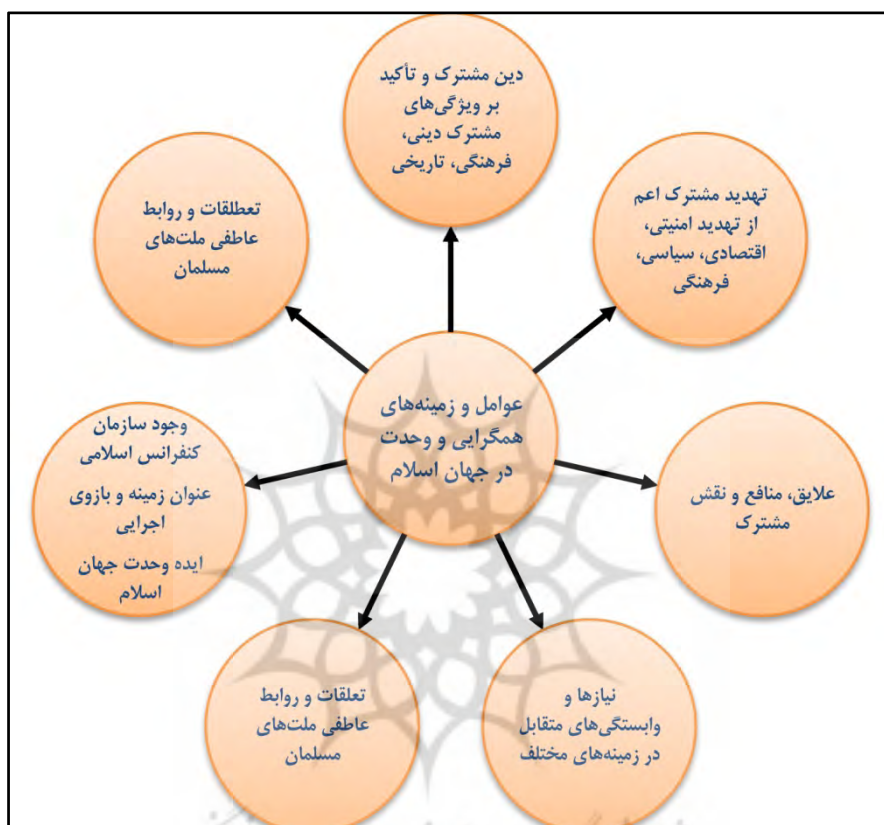 دین مشترک و تأکید
بر ویژگی‌های
مشترک دینی،
فرهنگی، تاریخی
تهدید مشترک اعم
از تهدید امنیتی،
اقتصادی، سیاسی،
فرهنگی
علایق، منافع و نقش
مشترک
نیازها و
وابستگی‌های متقابل
در زمینه‌های مختلف
تعلقات و روابط
عاطفی ملت‌های
مسلمان
وجود سازمان
کنفرانس اسلامی
عنوان زمینه و بازوی
اجرایی
ایده وحدت جهان
اسلام
تعطلقات و روابط
عاطفی ملت‌های
مسلمان
عوامل و زمینه‌های
همگرایی و وحدت
در جهان اسلام